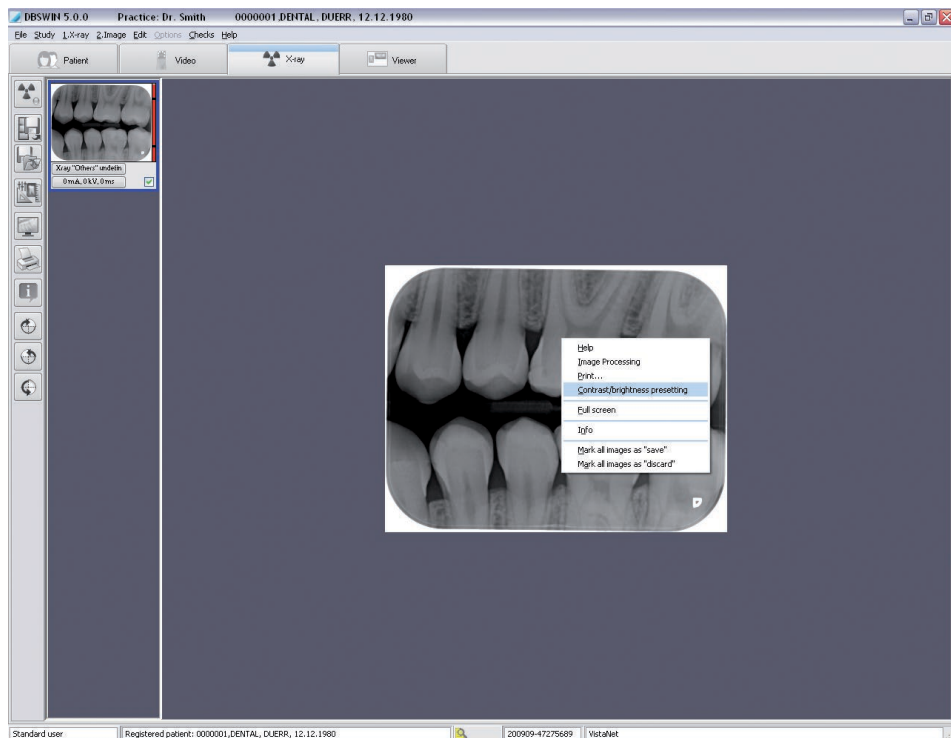 DBSWIN 5.0.0 Practice: Dr. Smith 0000001,DENTAL, DUERR, 12.12.1980
File Study 1.X-ray 2.Image Edit Options Checks Help
Patient Video X-ray Viewer
Xray "Others" undefin
0mA, 0kV, 0ms
Help
Image Processing
Print...
Contrast/brightness presetting
Full screen
Info
Mark all images as "save"
Mark all images as "discard"
Standard user Registered patient: 0000001,DENTAL, DUERR, 12.12.1980 200909-47275689 VistaNet